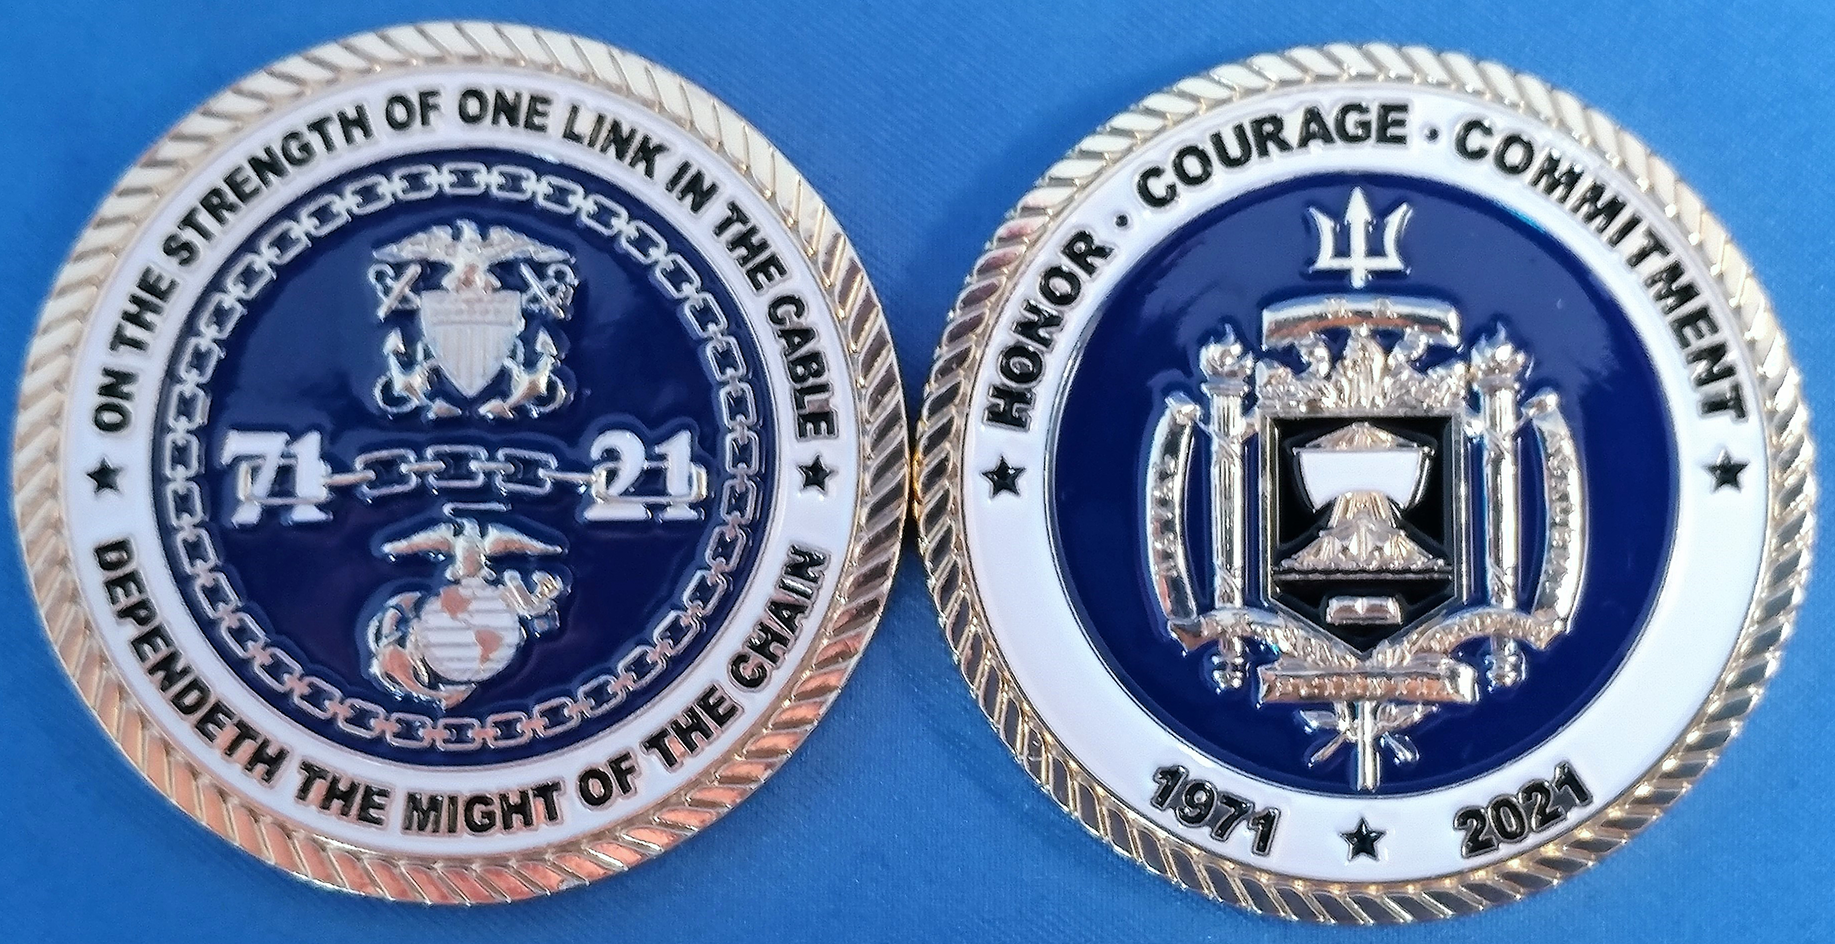 ON THE STRENGTH OF ONE LINK IN THE CABLE
71 21
DEPENDETH THE MIGHT OF THE CHAIN
HONOR · COURAGE · COMMITMENT
1971 2021